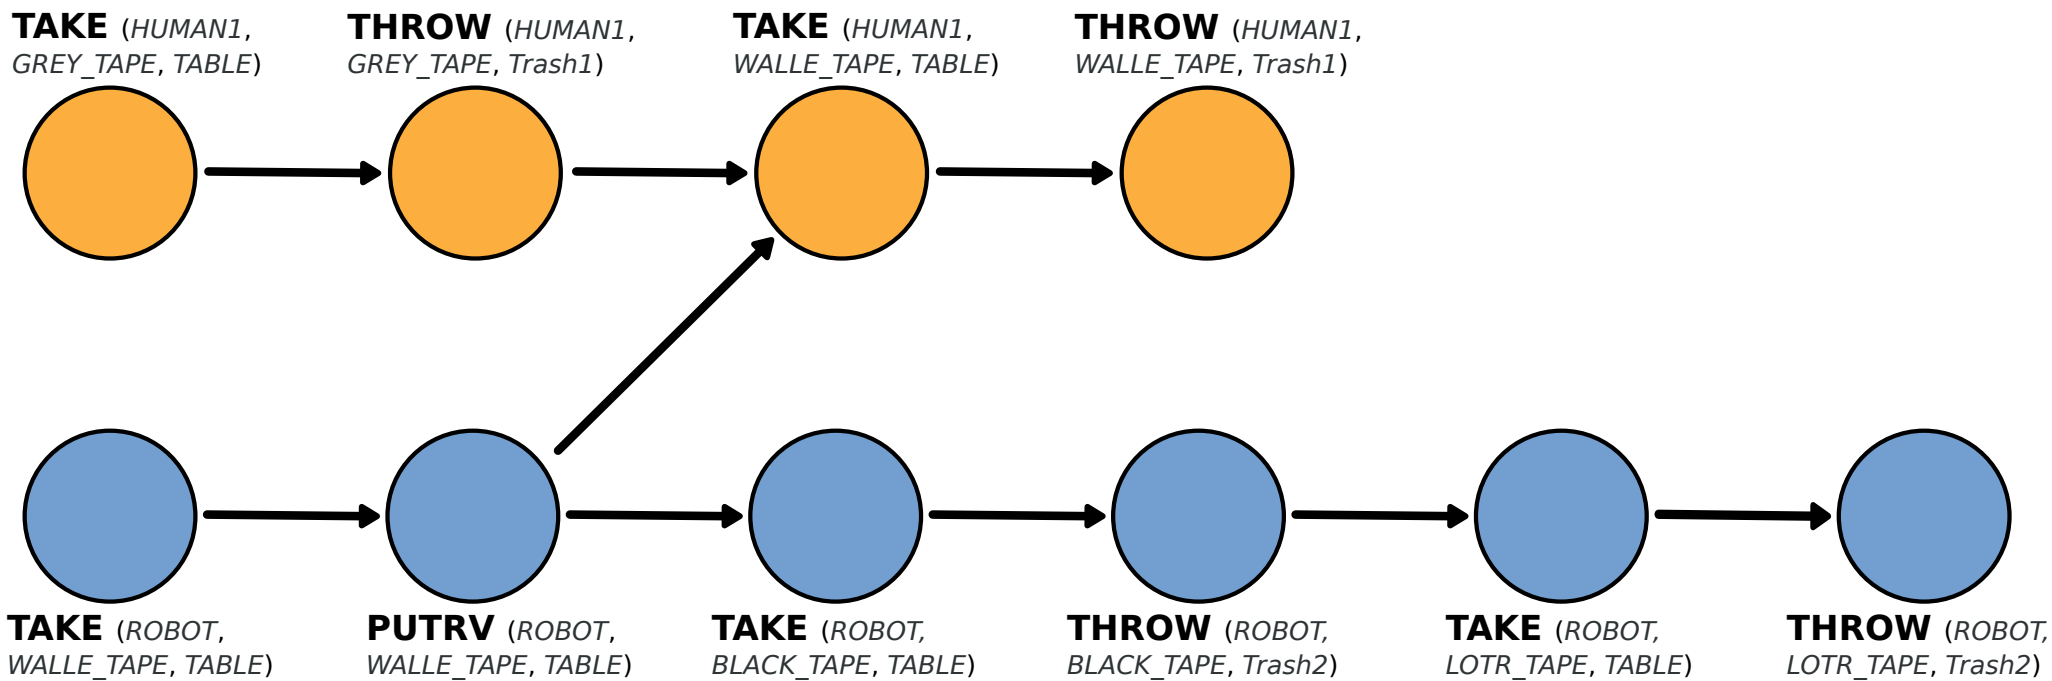 TAKE (HUMAN1,
GREY_TAPE, TABLE)
THROW (HUMAN1,
GREY_TAPE, Trash1)
TAKE (HUMAN1,
WALLE_TAPE, TABLE)
THROW (HUMAN1,
WALLE_TAPE, Trash1)
TAKE (ROBOT,
WALLE_TAPE, TABLE)
PUTRV (ROBOT,
WALLE_TAPE, TABLE)
TAKE (ROBOT,
BLACK_TAPE, TABLE)
THROW (ROBOT,
BLACK_TAPE, Trash2)
TAKE (ROBOT,
LOTR_TAPE, TABLE)
THROW (ROBOT,
LOTR_TAPE, Trash2)